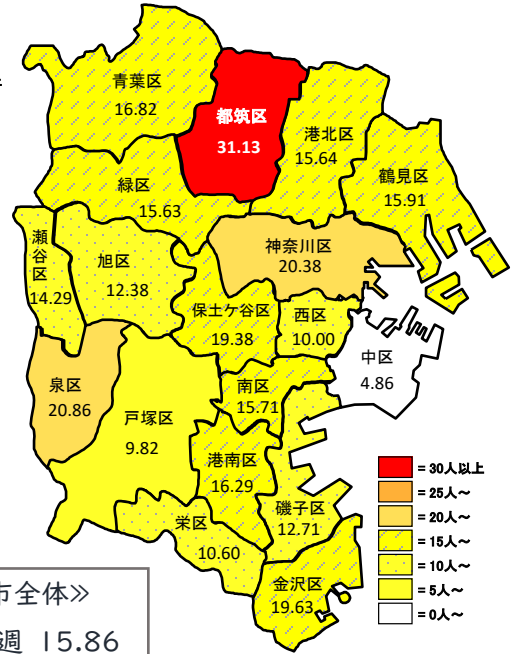 青葉区
16.82
都筑区
31.13
港北区
15.64
鶴見区
15.91
緑区
15.63
神奈川区
20.38
瀬谷区
14.29
旭区
12.38
保土ケ谷区
19.38
西区
10.00
中区
4.86
泉区
20.86
戸塚区
9.82
南区
15.71
港南区
16.29
磯子区
12.71
栄区
10.60
金沢区
19.63
=30人以上
=25人~
=20人~
=15人~
=10人~
=5人~
=0人~
市全体≫
週 15.86